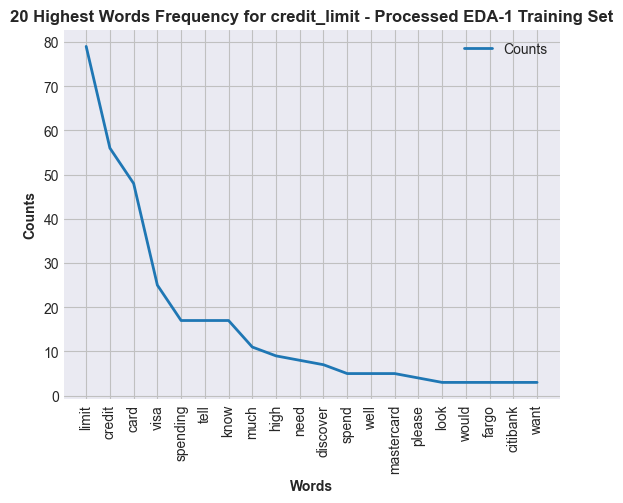 20 Highest Words Frequency for credit_limit - Processed EDA-1 Training Set
Counts
80
70
60
50
40
30
20
10
0
Counts
limit
credit
card
visa
spending
tell
know
much
high
need
discover
spend
well
mastercard
please
look
would
fargo
citibank
want
Words